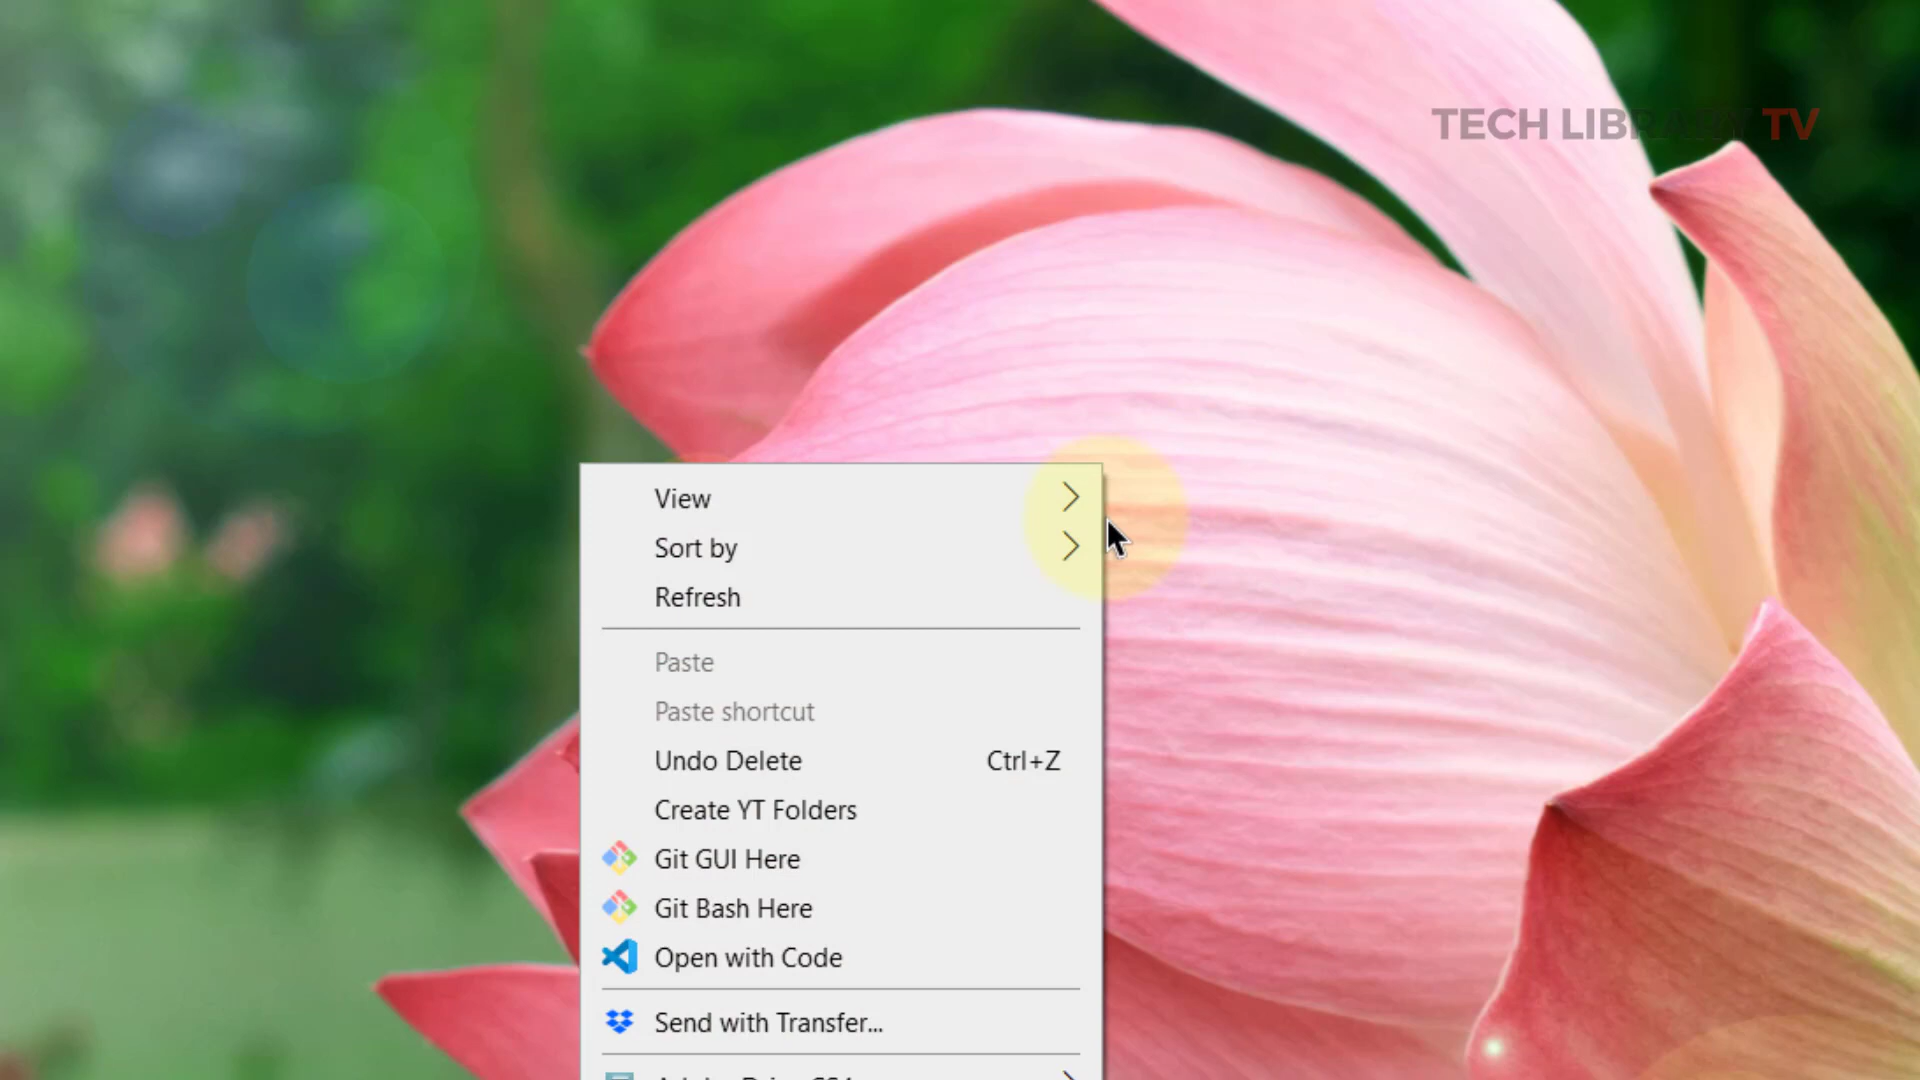 TECH LIBRARY TV
View
Sort by
Refresh
Paste
Paste shortcut
Undo Delete Ctrl+Z
Create YT Folders
Git GUI Here
Git Bash Here
Open with Code
Send with Transfer...